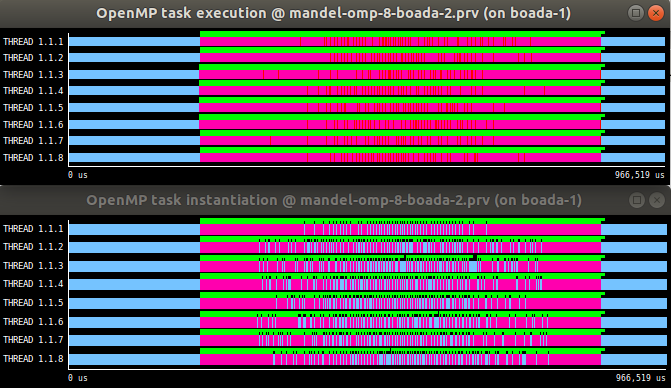 OpenMP task execution @ mandel-omp-8-boada-2.prv (on boada-1)
THREAD 1.1.1
THREAD 1.1.2
THREAD 1.1.3
THREAD 1.1.4
THREAD 1.1.5
THREAD 1.1.6
THREAD 1.1.7
THREAD 1.1.8
0 us 966,519 us
OpenMP task instantiation @ mandel-omp-8-boada-2.prv (on boada-1)
THREAD 1.1.1
THREAD 1.1.2
THREAD 1.1.3
THREAD 1.1.4
THREAD 1.1.5
THREAD 1.1.6
THREAD 1.1.7
THREAD 1.1.8
0 us 966,519 us